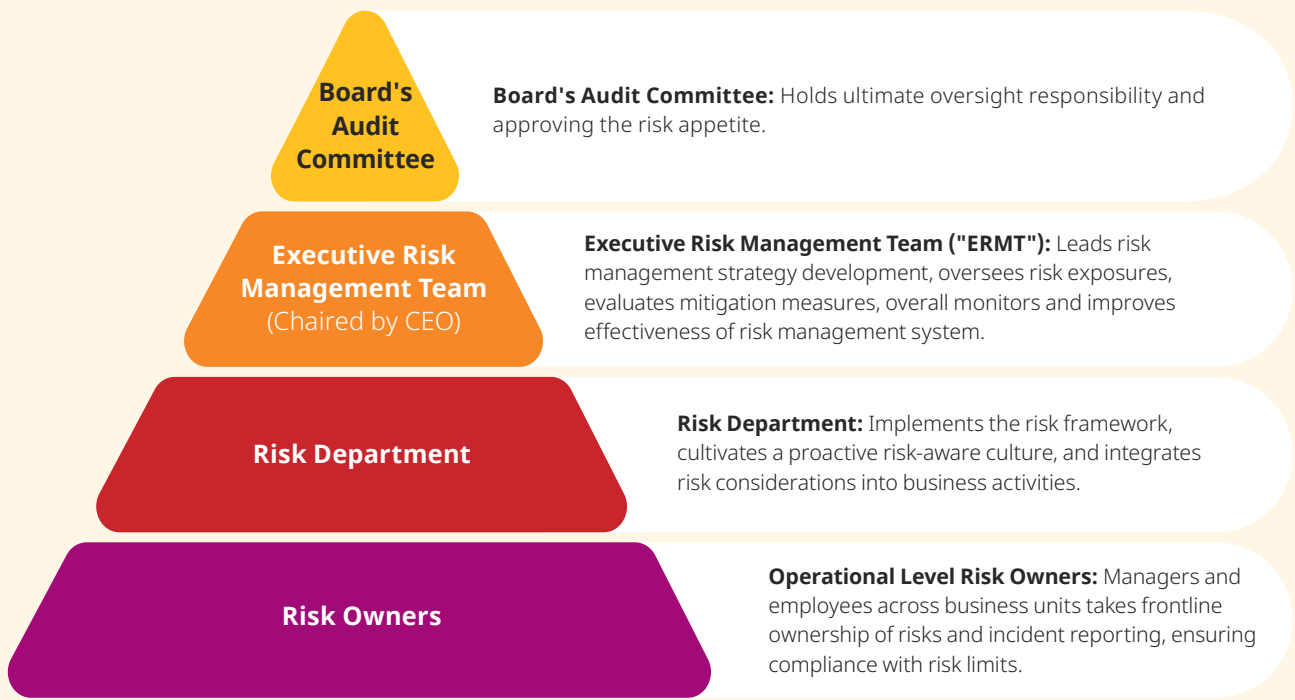 Board's
Audit
Committee
Board's Audit Committee: Holds ultimate oversight responsibility and
approving the risk appetite.
Executive Risk
Management Team
(Chaired by CEO)
Executive Risk Management Team ("ERMT"): Leads risk
management strategy development, oversees risk exposures,
evaluates mitigation measures, overall monitors and improves
effectiveness of risk management system.
Risk Department
Risk Department: Implements the risk framework,
cultivates a proactive risk-aware culture, and integrates
risk considerations into business activities.
Risk Owners
Operational Level Risk Owners: Managers and
employees across business units takes frontline
ownership of risks and incident reporting, ensuring
compliance with risk limits.